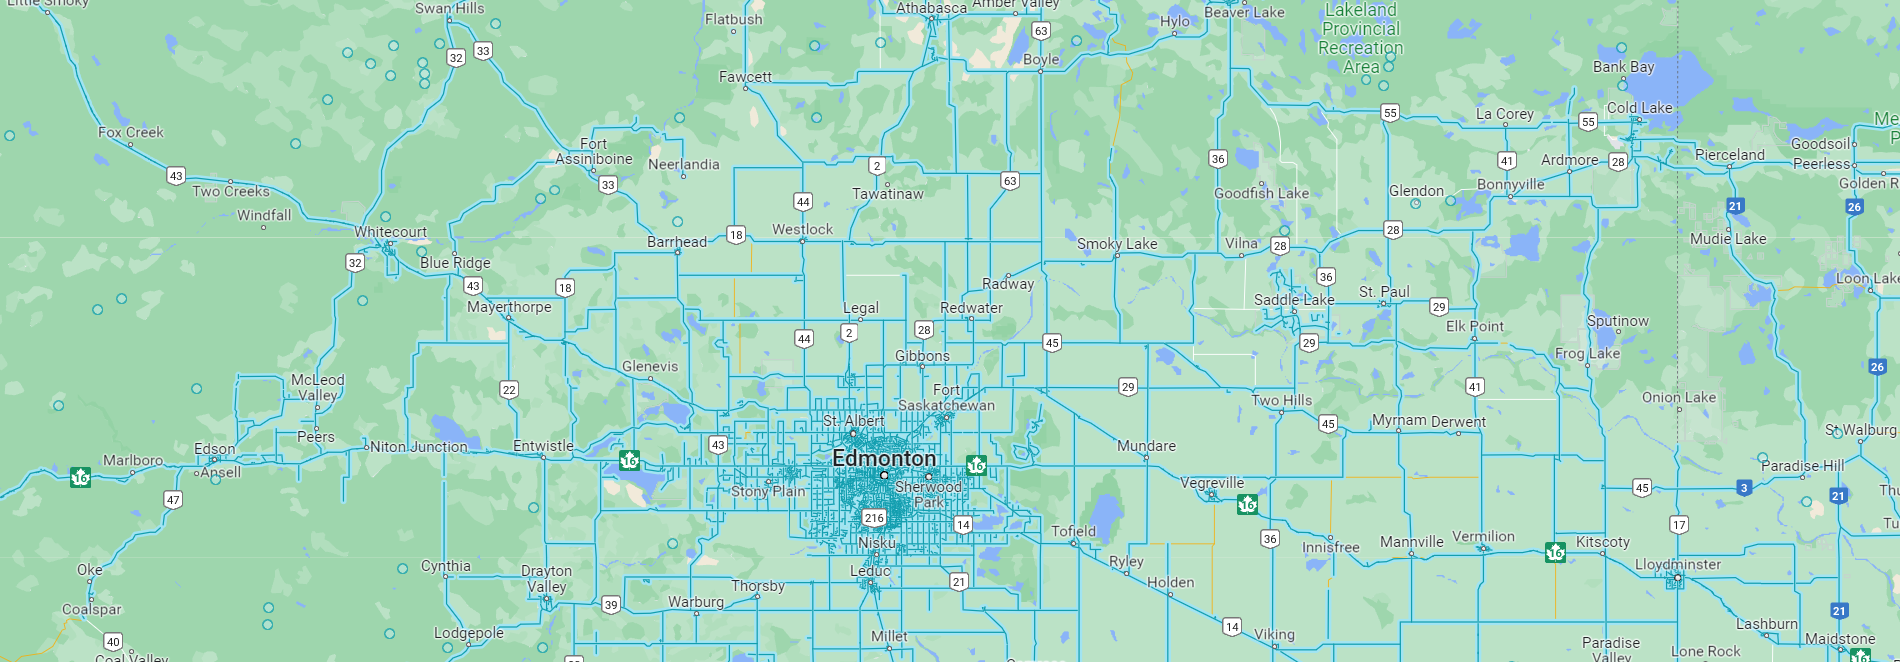 Little Smoky
Swan Hills
Flatbush
Athabasca
Amber Valley
Hylo
Beaver Lake
Lakeland
Provincial
Recreation
Area
63
33
32
Boyle
Fawcett
Bank Bay
Cold Lake
55
La Corey
55
Fox Creek
Fort
Assiniboine
Neerlandia
2
Tawatinaw
36
41
Ardmore
28
Pierceland
Goodsoil
Peerless
43
Two Creeks
33
63
Goodfish Lake
Glendon
Bonnyville
Golden R
Windfall
44
21
26
Whitecourt
Barrhead
18
Westlock
Smoky Lake
Vilna
28
28
Mudie Lake
32
Blue Ridge
43
18
Radway
36
Loon Lake
Mayerthorpe
Legal
Redwater
Saddle Lake
St. Paul
29
44
2
28
45
29
Elk Point
Sputinow
Gibbons
Frog Lake
Glenevis
26
McLeod
Valley
22
Fort
Saskatchewan
29
Two Hills
41
Onion Lake
St. Albert
45
Myrnam
Derwent
St Walburg
Peers
Edson
Niton Junction
Entwistle
43
Mundare
Marlboro
16
Edmonton
16
Paradise Hill
16
Ansell
Stony Plain
Sherwood
Park
Vegreville
45
3
21
47
216
14
16
17
Nisku
Tofield
36
Innisfree
Mannville
Vermilion
16
Kitscoty
Oke
Cynthia
Drayton
Valley
Leduc
21
Ryley
Lloydminster
Coalspar
39
Warburg
Thorsby
Holden
21
40
Lodgepole
Millet
14
Viking
Lashburn
Maidstone
Coal Valley
Paradise
Valley
Lone Rock
16